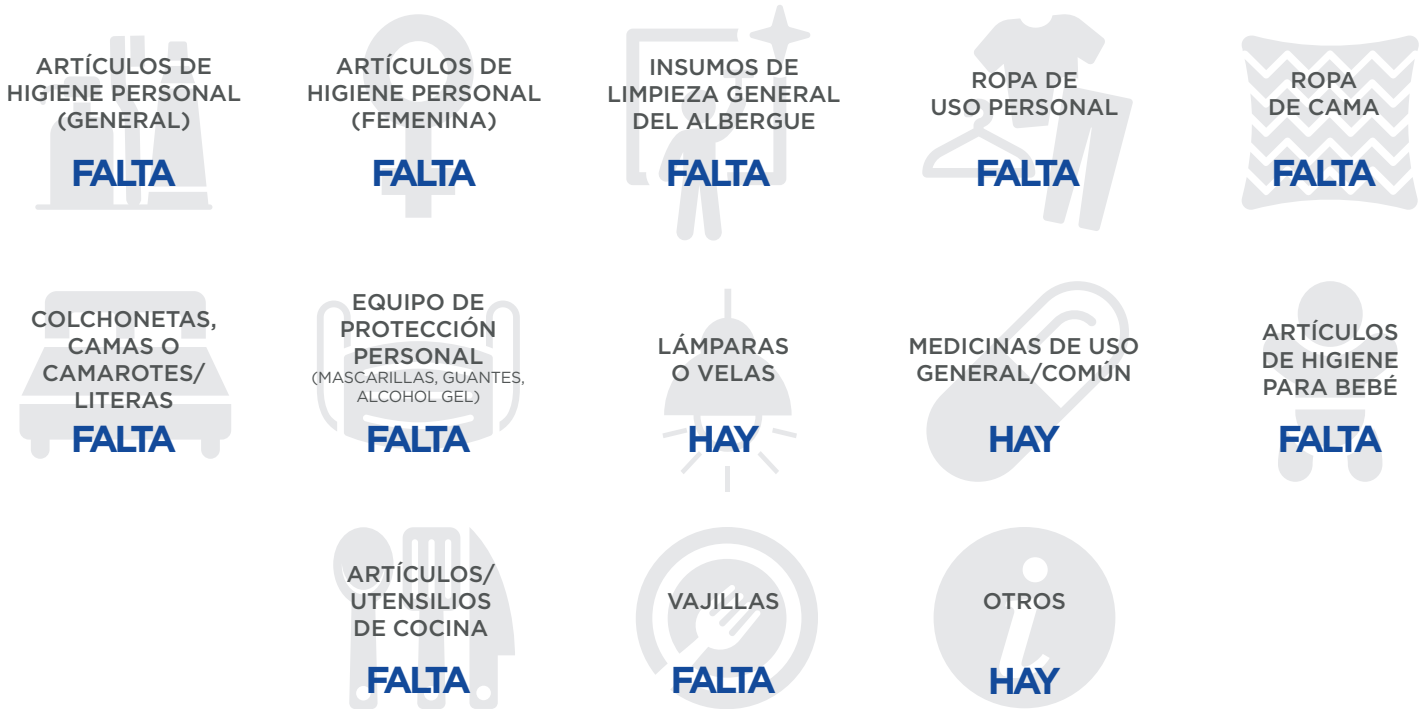 ARTÍCULOS DE
HIGIENE PERSONAL
(GENERAL)
FALTA
ARTÍCULOS DE
HIGIENE PERSONAL
(FEMENINA)
FALTA
INSUMOS DE
LIMPIEZA GENERAL
DEL ALBERGUE
FALTA
ROPA DE
USO PERSONAL
FALTA
ROPA
DE CAMA
FALTA
COLCHONETAS,
CAMAS O
CAMAROTES/
LITERAS
FALTA
EQUIPO DE
PROTECCIÓN
PERSONAL
(MASCARILLAS, GUANTES,
ALCOHOL GEL)
FALTA
LÁMPARAS
O VELAS
HAY
MEDICINAS DE USO
GENERAL/COMÚN
HAY
ARTÍCULOS
DE HIGIENE
PARA BEBÉ
FALTA
ARTÍCULOS/
UTENSILIOS
DE COCINA
FALTA
VAJILLAS
FALTA
OTROS
HAY